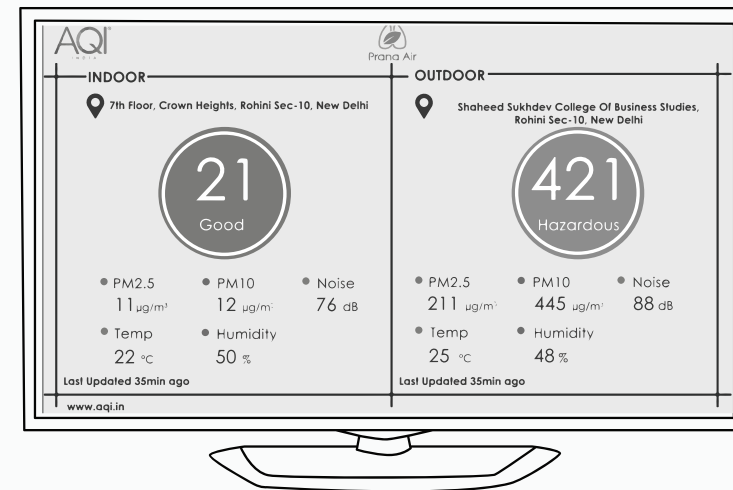 AQI
INDIA
Prana Air
INDOOR
7th Floor, Crown Heights, Rohini Sec-10, New Delhi
21
Good
PM2.5
11 µg/m³
PM10
12 µg/m³
Noise
76 dB
Temp
22 °C
Humidity
50 %
Last Updated 35min ago
www.aqi.in
OUTDOOR
Shaheed Sukhdev College Of Business Studies,
Rohini Sec-10, New Delhi
421
Hazardous
PM2.5
211 µg/m³
PM10
445 µg/m³
Noise
88 dB
Temp
25 °C
Humidity
48 %
Last Updated 35min ago